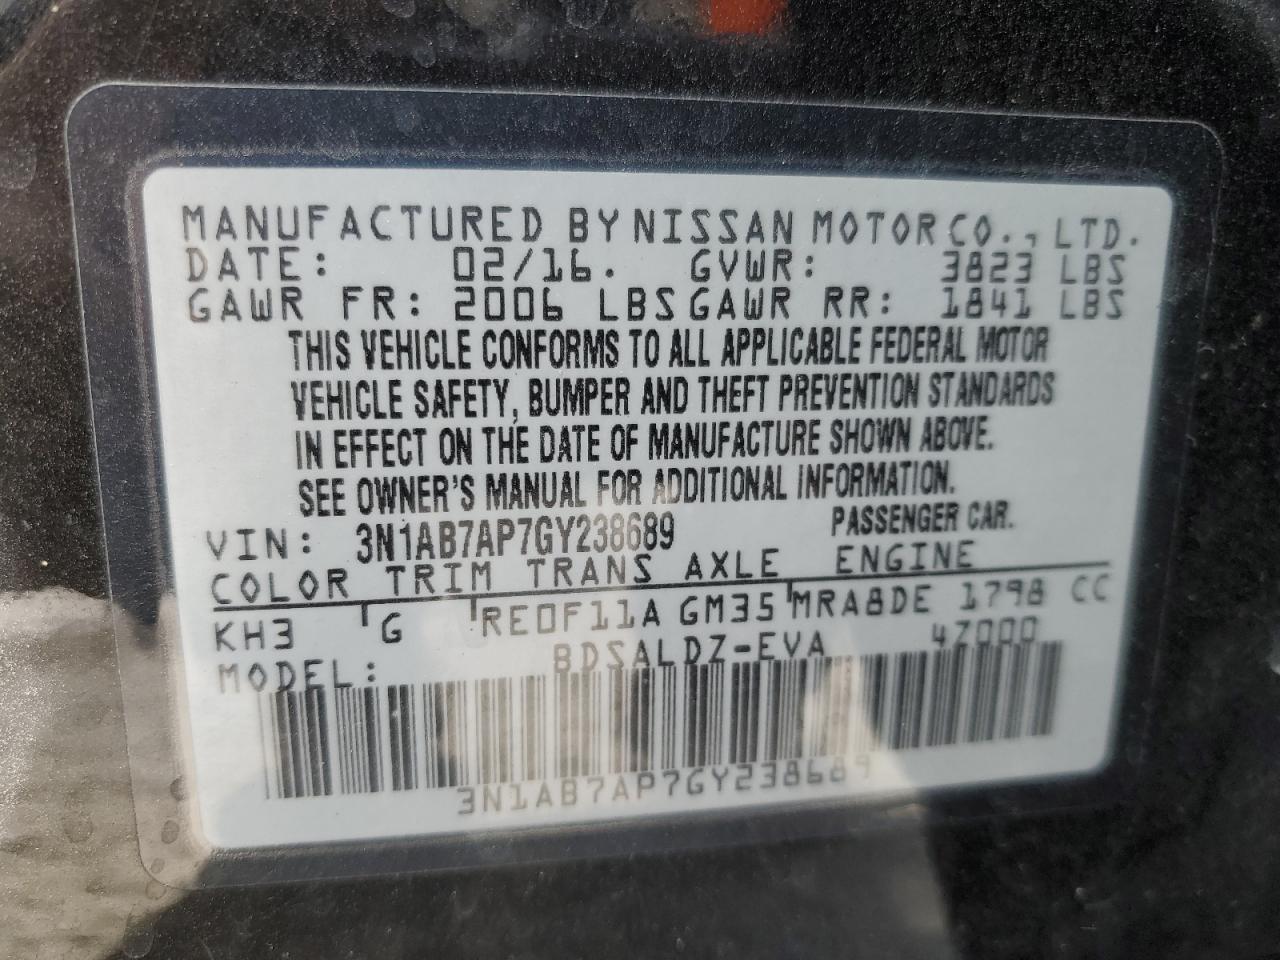 MANUFACTURED BY NISSAN MOTOR CO., LTD.
DATE: 02/16. GVWR: 3823 LBS
GAWR FR: 2006 LBS GAWR RR: 1841 LBS
THIS VEHICLE CONFORMS TO ALL APPLICABLE FEDERAL MOTOR
VEHICLE SAFETY, BUMPER AND THEFT PREVENTION STANDARDS
IN EFFECT ON THE DATE OF MANUFACTURE SHOWN ABOVE.
SEE OWNER'S MANUAL FOR ADDITIONAL INFORMATION.
VIN: 3N1AB7AP7GY238689 PASSENGER CAR.
COLOR TRIM TRANS AXLE ENGINE
KH3 G RE0F11A GM35 MRA8DE 1798 CC
MODEL: BDSALDZ-EVA 47000
3N1AB7AP7GY238689